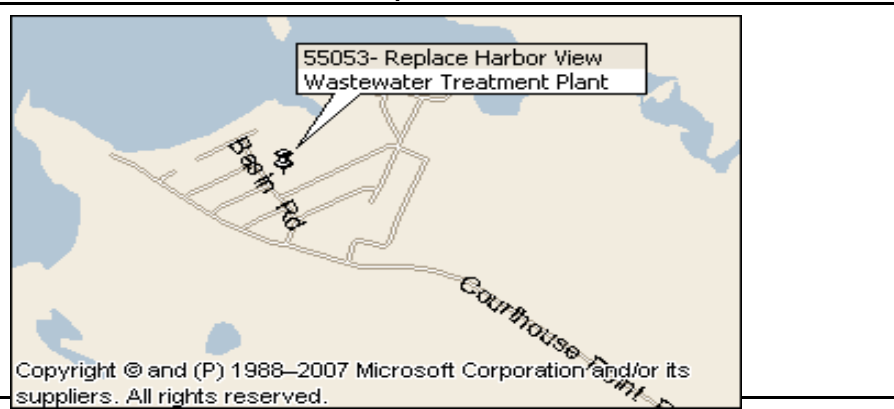 55053- Replace Harbor View
Wastewater Treatment Plant
Basin Rd
Courthouse Point
Copyright © and (P) 1988–2007 Microsoft Corporation and/or its
suppliers. All rights reserved.